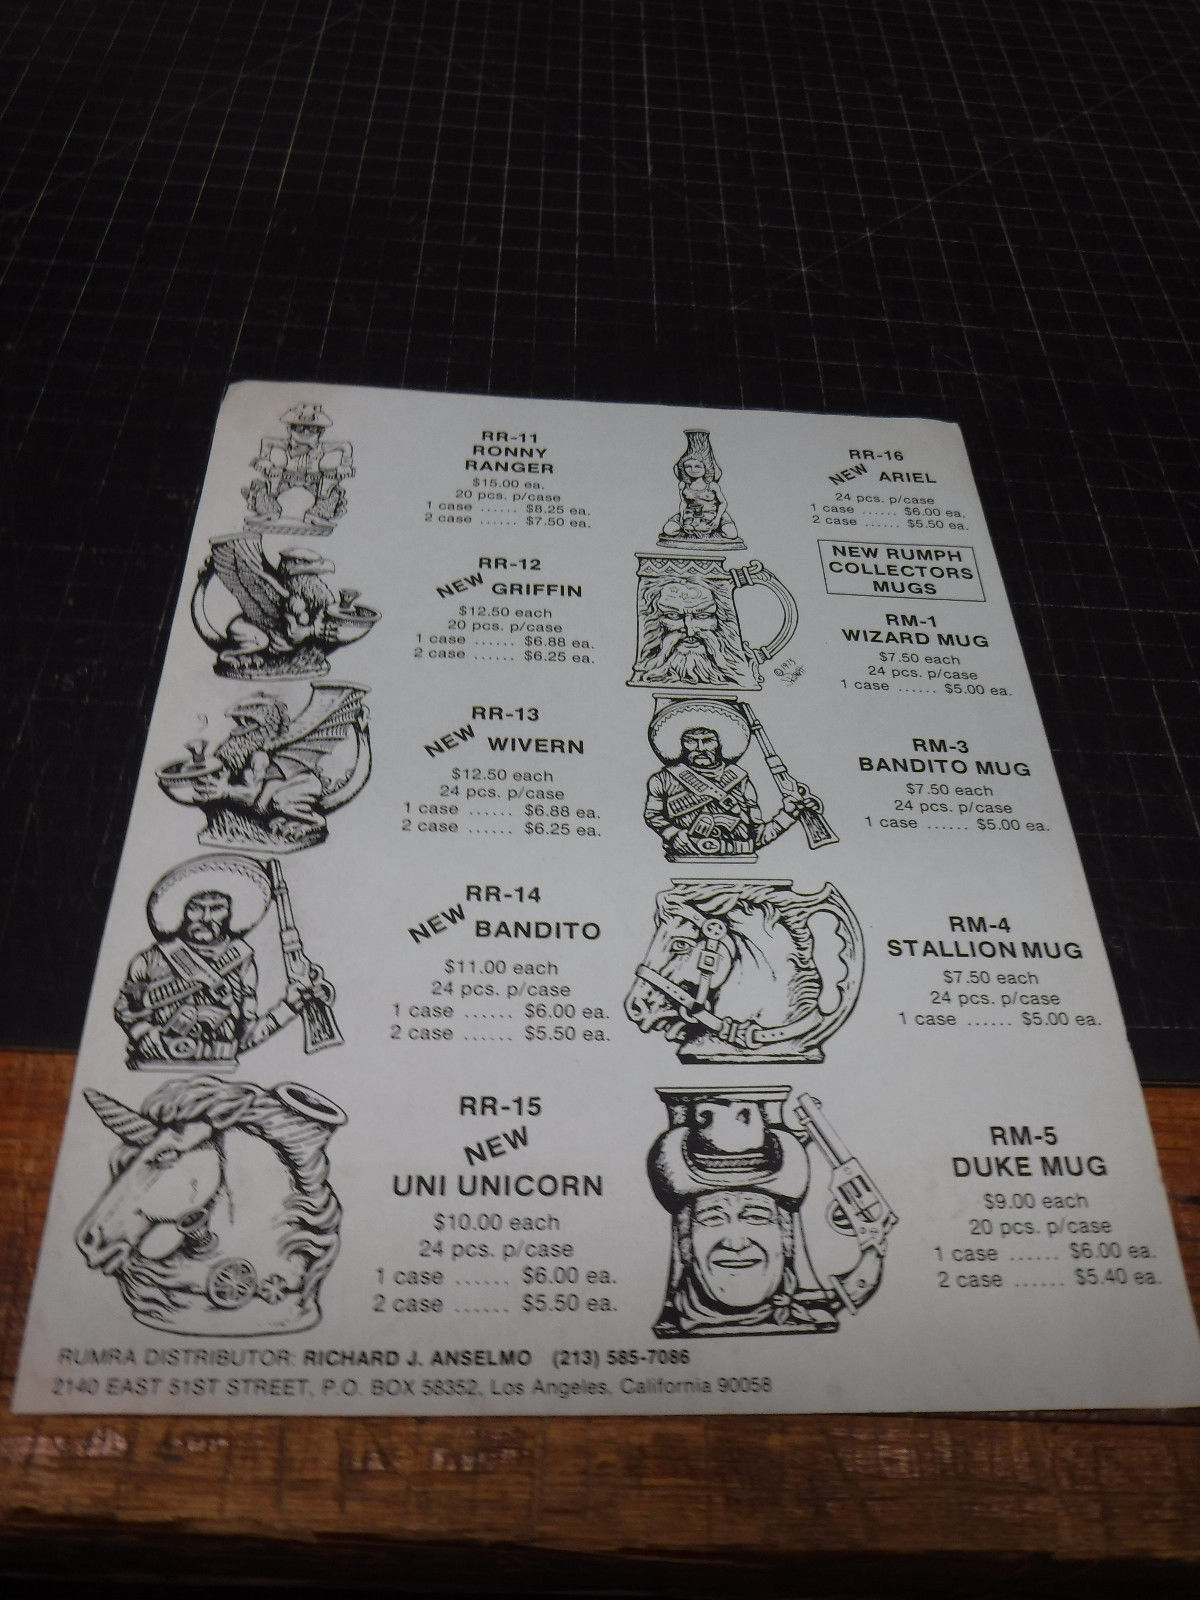 RR-11
RONNY
RANGER
$15.00 ea.
20 pcs. p/case
1 case ...... $8.25 ea.
2 case ...... $7.50 ea.
RR-12
NEW GRIFFIN
$12.50 each
20 pcs. p/case
1 case ...... $6.88 ea.
2 case ...... $6.25 ea.
RR-13
NEW WIVERN
$12.50 each
24 pcs. p/case
1 case ...... $6.88 ea.
2 case ...... $6.25 ea.
RR-14
NEW BANDITO
$11.00 each
24 pcs. p/case
1 case ...... $6.00 ea.
2 case ...... $5.50 ea.
RR-15
NEW
UNI UNICORN
$10.00 each
24 pcs. p/case
1 case ...... $6.00 ea.
2 case ...... $5.50 ea.
RR-16
NEW ARIEL
24 pcs. p/case
1 case ...... $6.00 ea.
2 case ...... $5.50 ea.
NEW RUMPH
COLLECTORS
MUGS
RM-1
WIZARD MUG
$7.50 each
24 pcs. p/case
1 case ...... $5.00 ea.
©1973
RM-3
BANDITO MUG
$7.50 each
24 pcs. p/case
1 case ...... $5.00 ea.
RM-4
STALLION MUG
$7.50 each
24 pcs. p/case
1 case ...... $5.00 ea.
RM-5
DUKE MUG
$9.00 each
20 pcs. p/case
1 case ...... $6.00 ea.
2 case ...... $5.40 ea.
RUMRA DISTRIBUTOR: RICHARD J. ANSELMO (213) 585-7086
2140 EAST 51ST STREET, P.O. BOX 58352, Los Angeles, California 90058